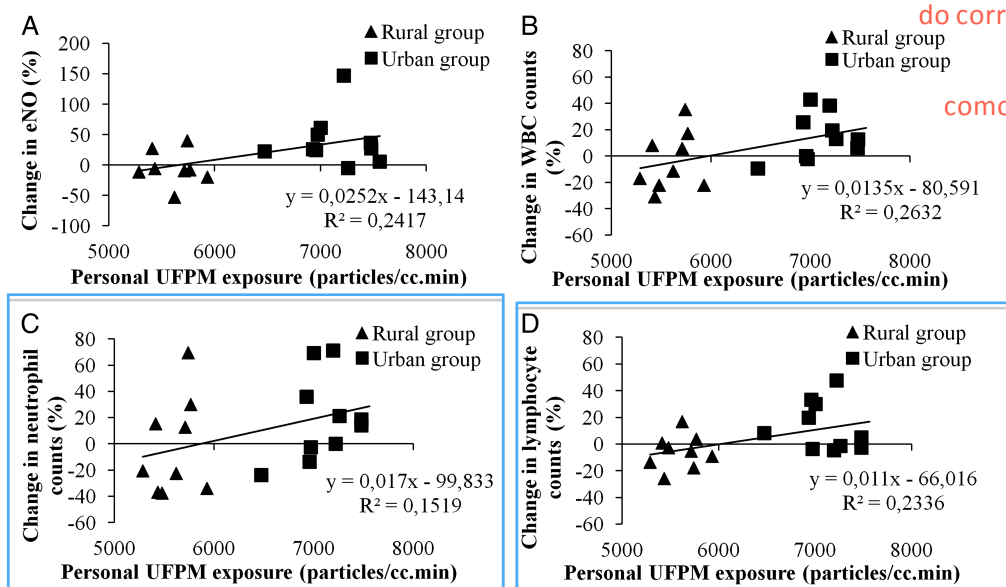 A
▲ Rural group
■ Urban group
Change in eNO (%)
200
150
100
50
0
-50
-100
y = 0,0252x - 143,14
R² = 0,2417
5000 6000 7000 8000
Personal UFPM exposure (particles/cc.min)
B
do corr
▲ Rural group
■ Urban group
como
Change in WBC counts
(%)
80
60
40
20
0
-20
-40
-60
y = 0,0135x - 80,591
R² = 0,2632
5000 6000 7000 8000
Personal UFPM exposure (particles/cc.min)
C
▲ Rural group
■ Urban group
Change in neutrophil
counts (%)
80
60
40
20
0
-20
-40
-60
y = 0,017x - 99,833
R² = 0,1519
5000 6000 7000 8000
Personal UFPM exposure (particles/cc.min)
D
▲ Rural group
■ Urban group
Change in lymphocyte
counts (%)
80
60
40
20
0
-20
-40
-60
y = 0,011x - 66,016
R² = 0,2336
5000 6000 7000 8000
Personal UFPM exposure (particles/cc.min)